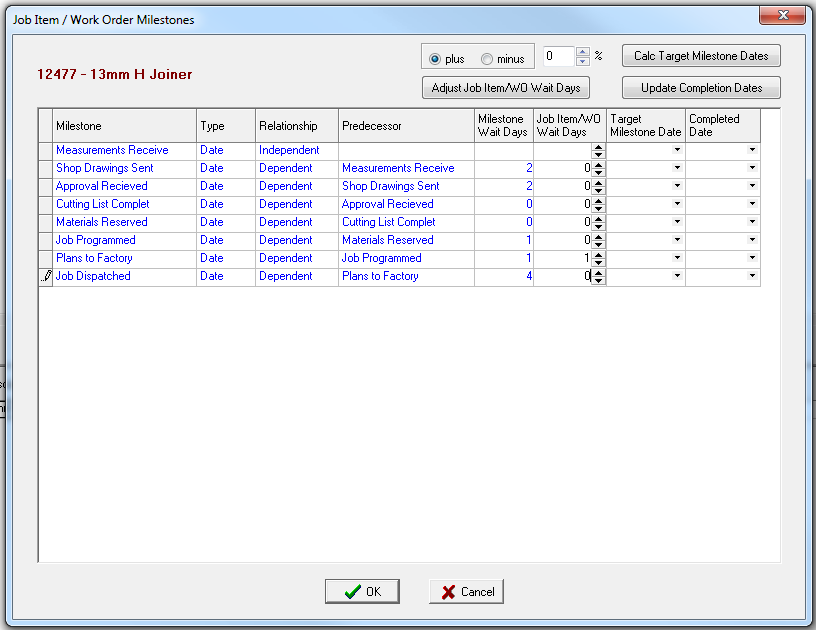 Job Item / Work Order Milestones
plus minus 0 % Calc Target Milestone Dates
12477 - 13mm H Joiner
Adjust Job Item/WO Wait Days Update Completion Dates
Milestone Type Relationship Predecessor Milestone Wait Days Job Item/WO Wait Days Target Milestone Date Completed Date
Measurements Receive Date Independent
Shop Drawings Sent Date Dependent Measurements Receive 2 0
Approval Recieved Date Dependent Shop Drawings Sent 2 0
Cutting List Complet Date Dependent Approval Recieved 0 0
Materials Reserved Date Dependent Cutting List Complet 0 0
Job Programmed Date Dependent Materials Reserved 1 0
Plans to Factory Date Dependent Job Programmed 1 1
Job Dispatched Date Dependent Plans to Factory 4 0
OK Cancel